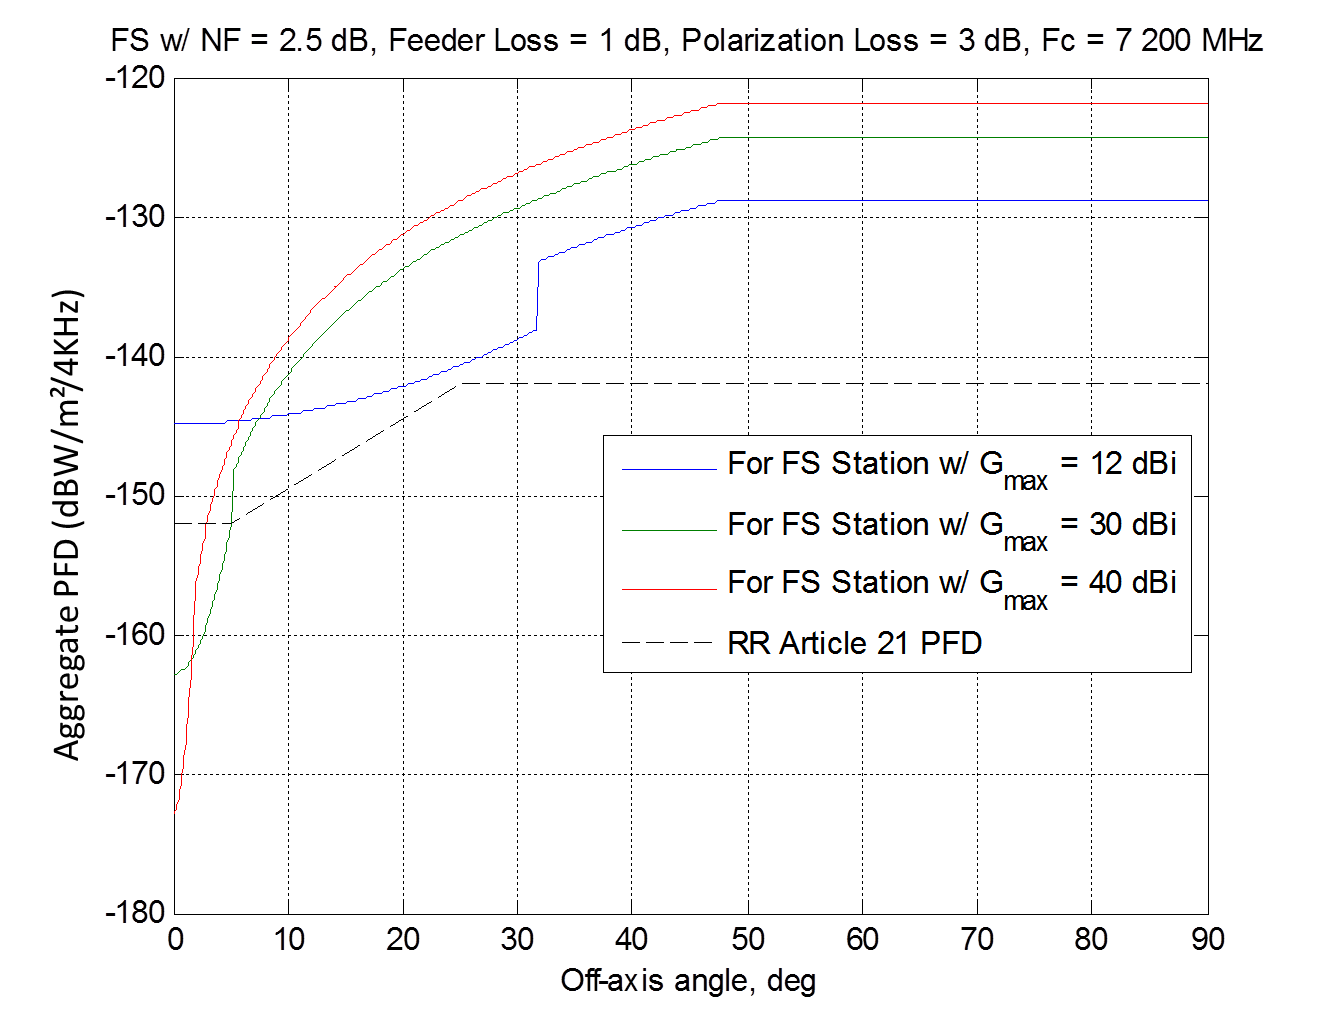 FS w/ NF = 2.5 dB, Feeder Loss = 1 dB, Polarization Loss = 3 dB, Fc = 7 200 MHz
-120
-130
-140
-150
-160
-170
-180
Aggregate PFD (dBW/m²/4KHz)
For FS Station w/ Gmax = 12 dBi
For FS Station w/ Gmax = 30 dBi
For FS Station w/ Gmax = 40 dBi
RR Article 21 PFD
0 10 20 30 40 50 60 70 80 90
Off-axis angle, deg